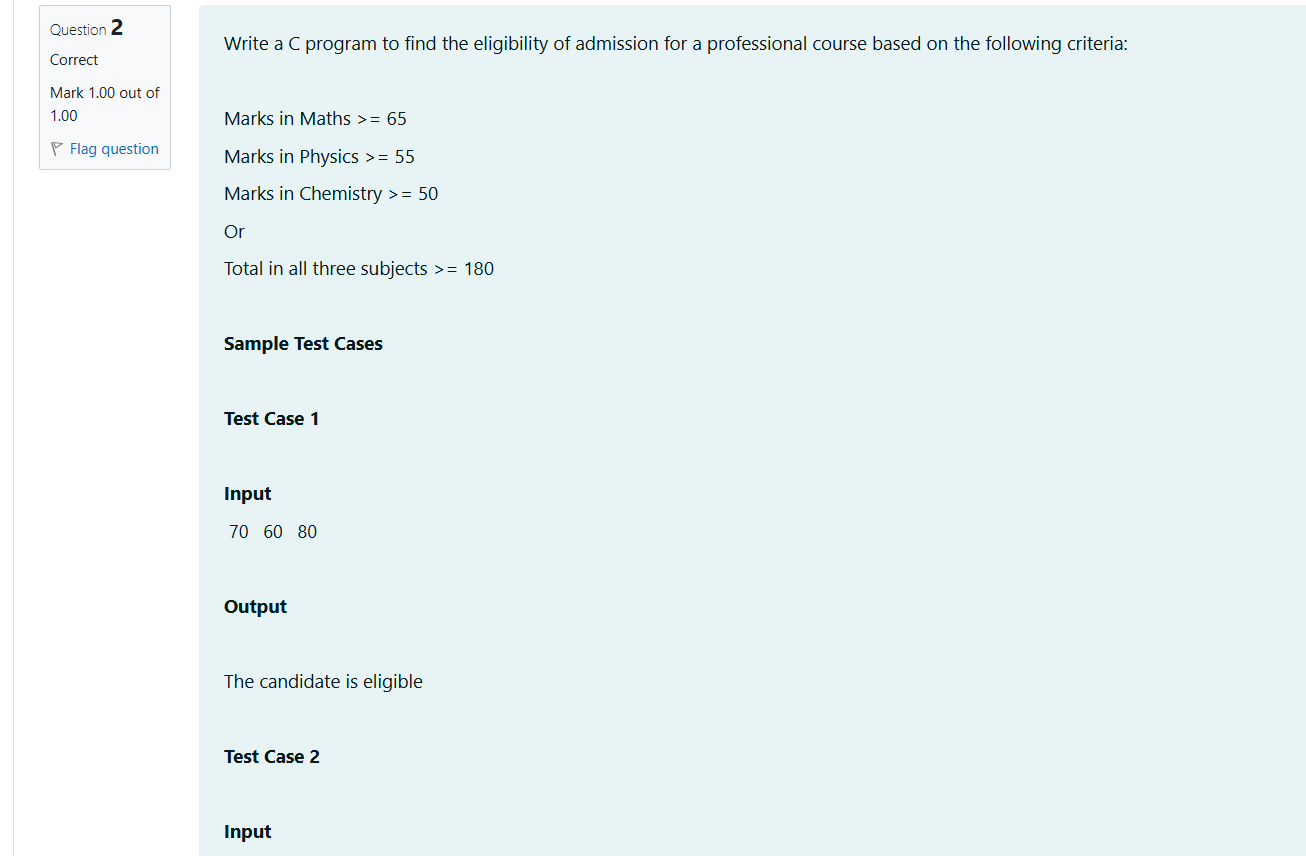 Question 2
Correct
Mark 1.00 out of
1.00
Flag question
Write a C program to find the eligibility of admission for a professional course based on the following criteria:
Marks in Maths >= 65
Marks in Physics >= 55
Marks in Chemistry >= 50
Or
Total in all three subjects >= 180
Sample Test Cases
Test Case 1
Input
70 60 80
Output
The candidate is eligible
Test Case 2
Input